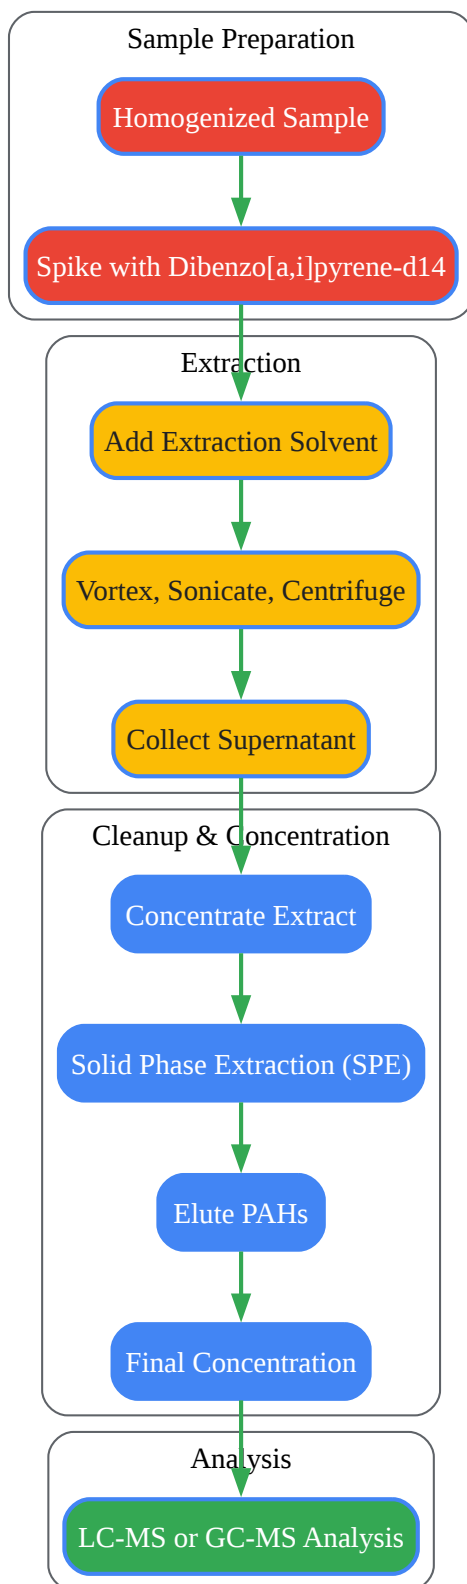 Sample Preparation
Homogenized Sample
Spike with Dibenzo[a,i]pyrene-d14
Extraction
Add Extraction Solvent
Vortex, Sonicate, Centrifuge
Collect Supernatant
Cleanup & Concentration
Concentrate Extract
Solid Phase Extraction (SPE)
Elute PAHs
Final Concentration
Analysis
LC-MS or GC-MS Analysis